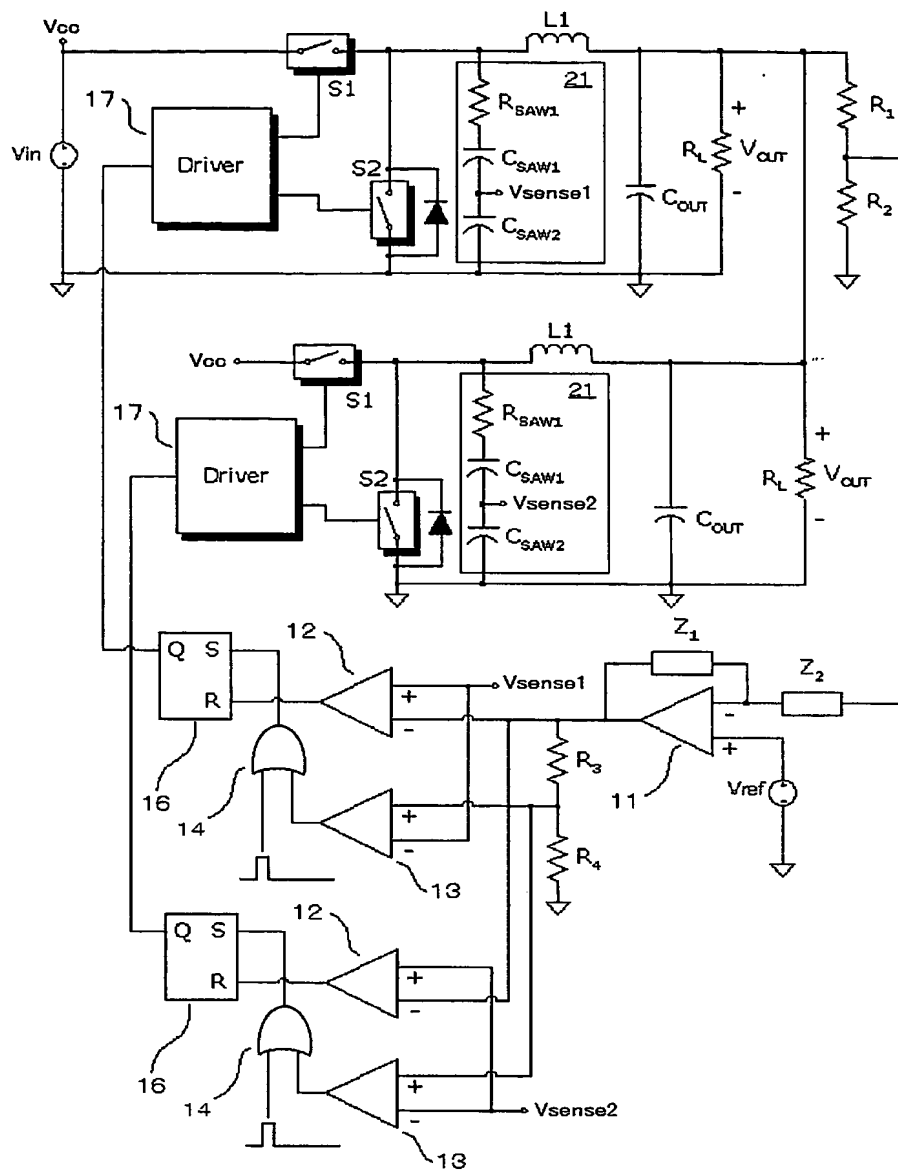 Vcc
L1
S1
21
RSAW1
CSAW1
Vsense1
CSAW2
17
Driver
Vin
S2
+
RL
VOUT
-
COUT
R1
R2
Vcc
L1
S1
21
RSAW1
CSAW1
Vsense2
CSAW2
17
Driver
S2
+
RL
VOUT
-
COUT
Q S
R
16
12
+
-
Vsense1
Z1
Z2
-
+
11
Vref
R3
R4
14
+
-
13
Q S
R
16
12
+
-
14
+
-
Vsense2
13